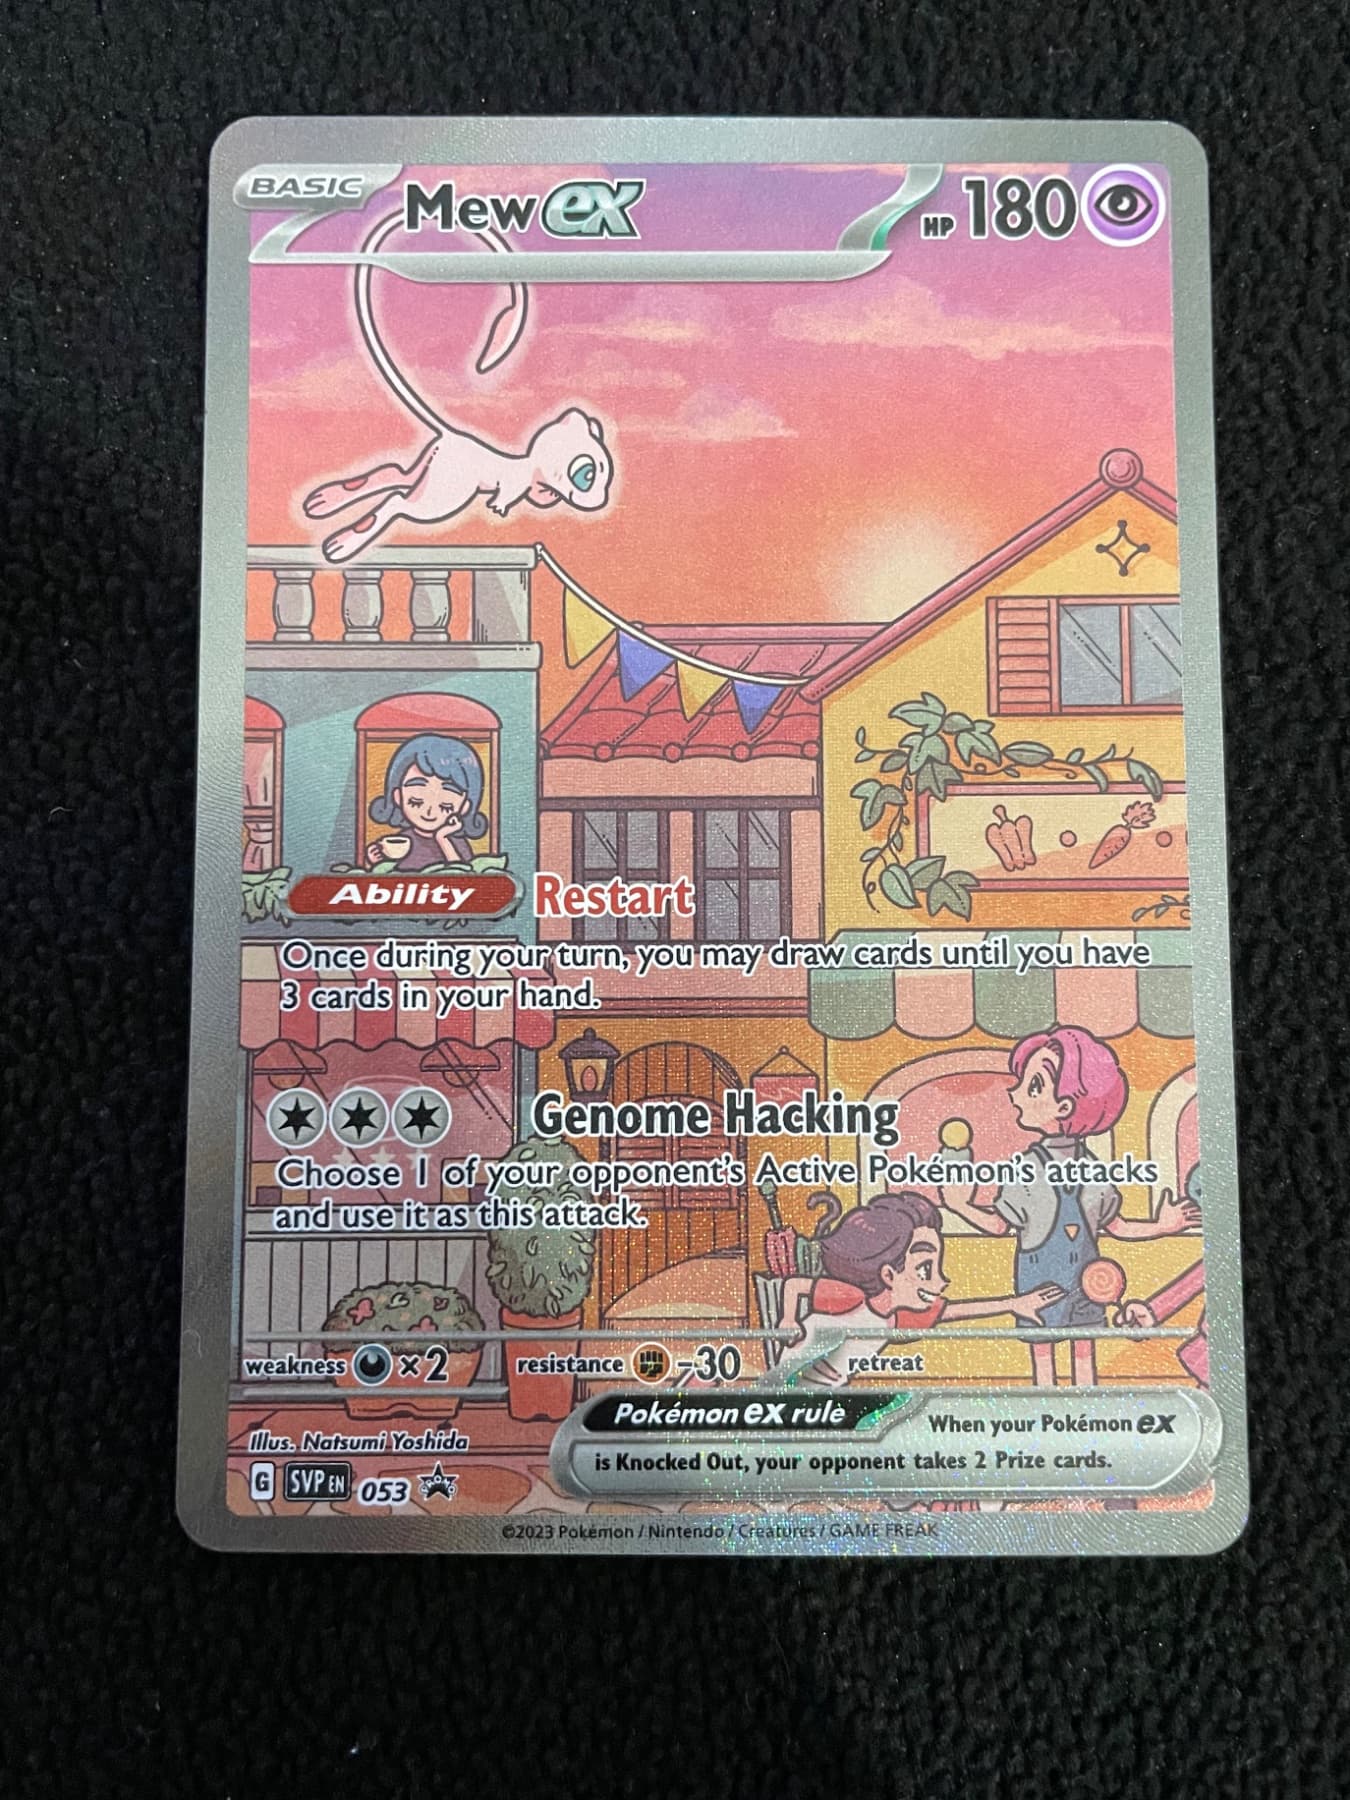 BASIC Mew ex HP 180
Ability Restart
Once during your turn, you may draw cards until you have
3 cards in your hand.
Genome Hacking
Choose 1 of your opponent's Active Pokémon's attacks
and use it as this attack.
weakness ×2 resistance -30 retreat
Pokémon ex rule When your Pokémon ex
is Knocked Out, your opponent takes 2 Prize cards.
Illus. Natsumi Yoshida
G SVP EN 053 PROMO
©2023 Pokémon / Nintendo / Creatures / GAME FREAK